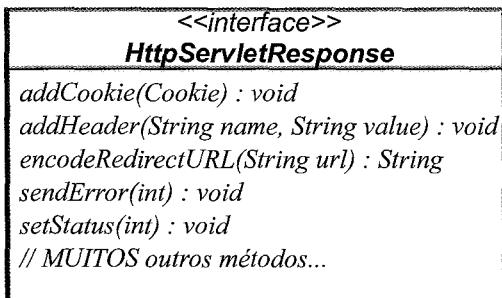 <<interface>>
HttpServletResponse
addCookie(Cookie) : void
addHeader(String name, String value) : void
encodeRedirectURL(String url) : String
sendError(int) : void
setStatus(int) : void
// MUITOS outros métodos...